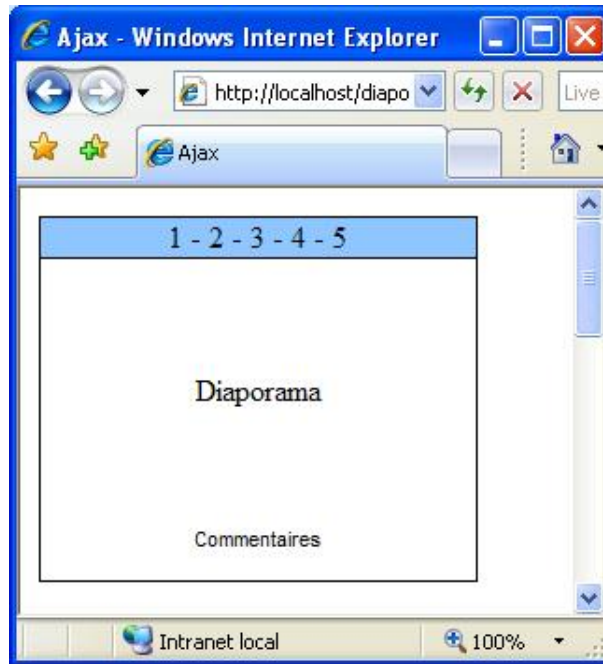 Ajax - Windows Internet Explorer
http://localhost/diapo
Live
Ajax
1 - 2 - 3 - 4 - 5
Diaporama
Commentaires
Intranet local
100%